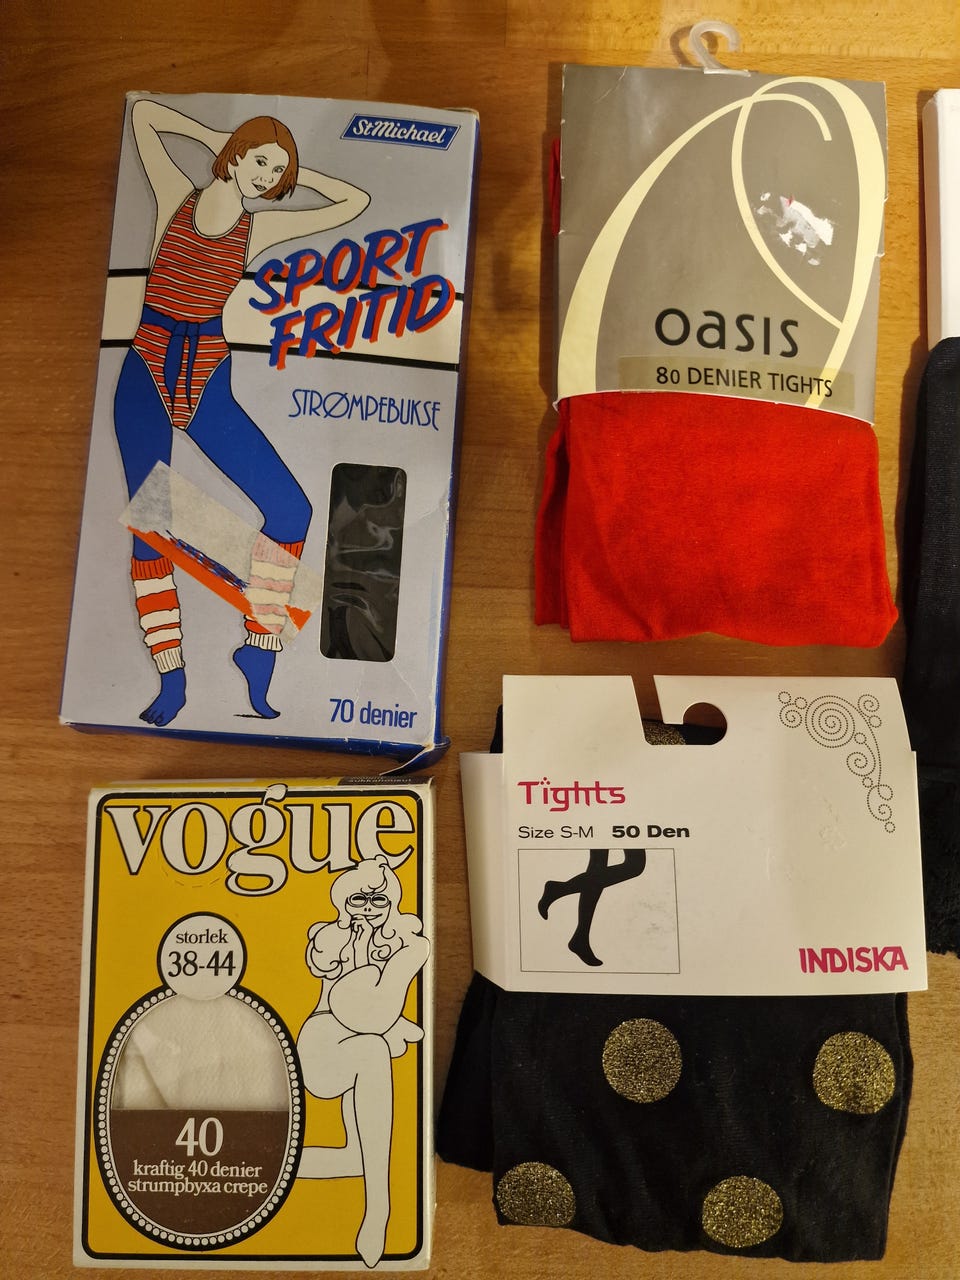 St Michael
SPORT
FRITID
STRØMPEBUKSE
70 denier
oasis
80 DENIER TIGHTS
vogue
storlek
38-44
40
kraftig 40 denier
strumpbyxa crepe
Tights
Size S-M 50 Den
INDISKA